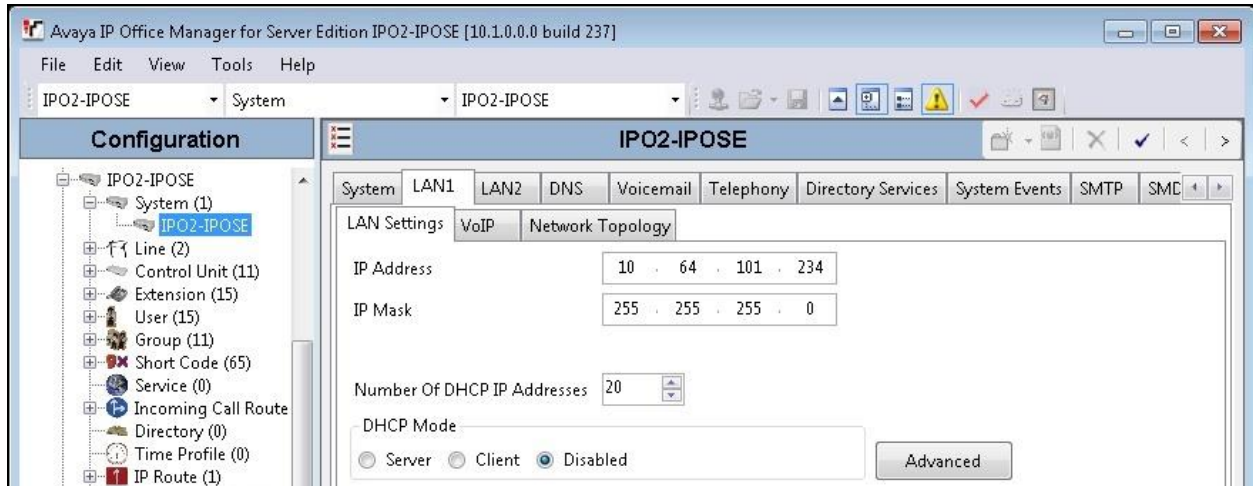 Avaya IP Office Manager for Server Edition IPO2-IPOSE [10.1.0.0.0 build 237]
File Edit View Tools Help
IPO2-IPOSE System IPO2-IPOSE
Configuration
IPO2-IPOSE
IPO2-IPOSE
System (1)
IPO2-IPOSE
Line (2)
Control Unit (11)
Extension (15)
User (15)
Group (11)
Short Code (65)
Service (0)
Incoming Call Route
Directory (0)
Time Profile (0)
IP Route (1)
System LAN1 LAN2 DNS Voicemail Telephony Directory Services System Events SMTP SMD
LAN Settings VoIP Network Topology
IP Address 10 . 64 . 101 . 234
IP Mask 255 . 255 . 255 . 0
Number Of DHCP IP Addresses 20
DHCP Mode
Server Client Disabled
Advanced